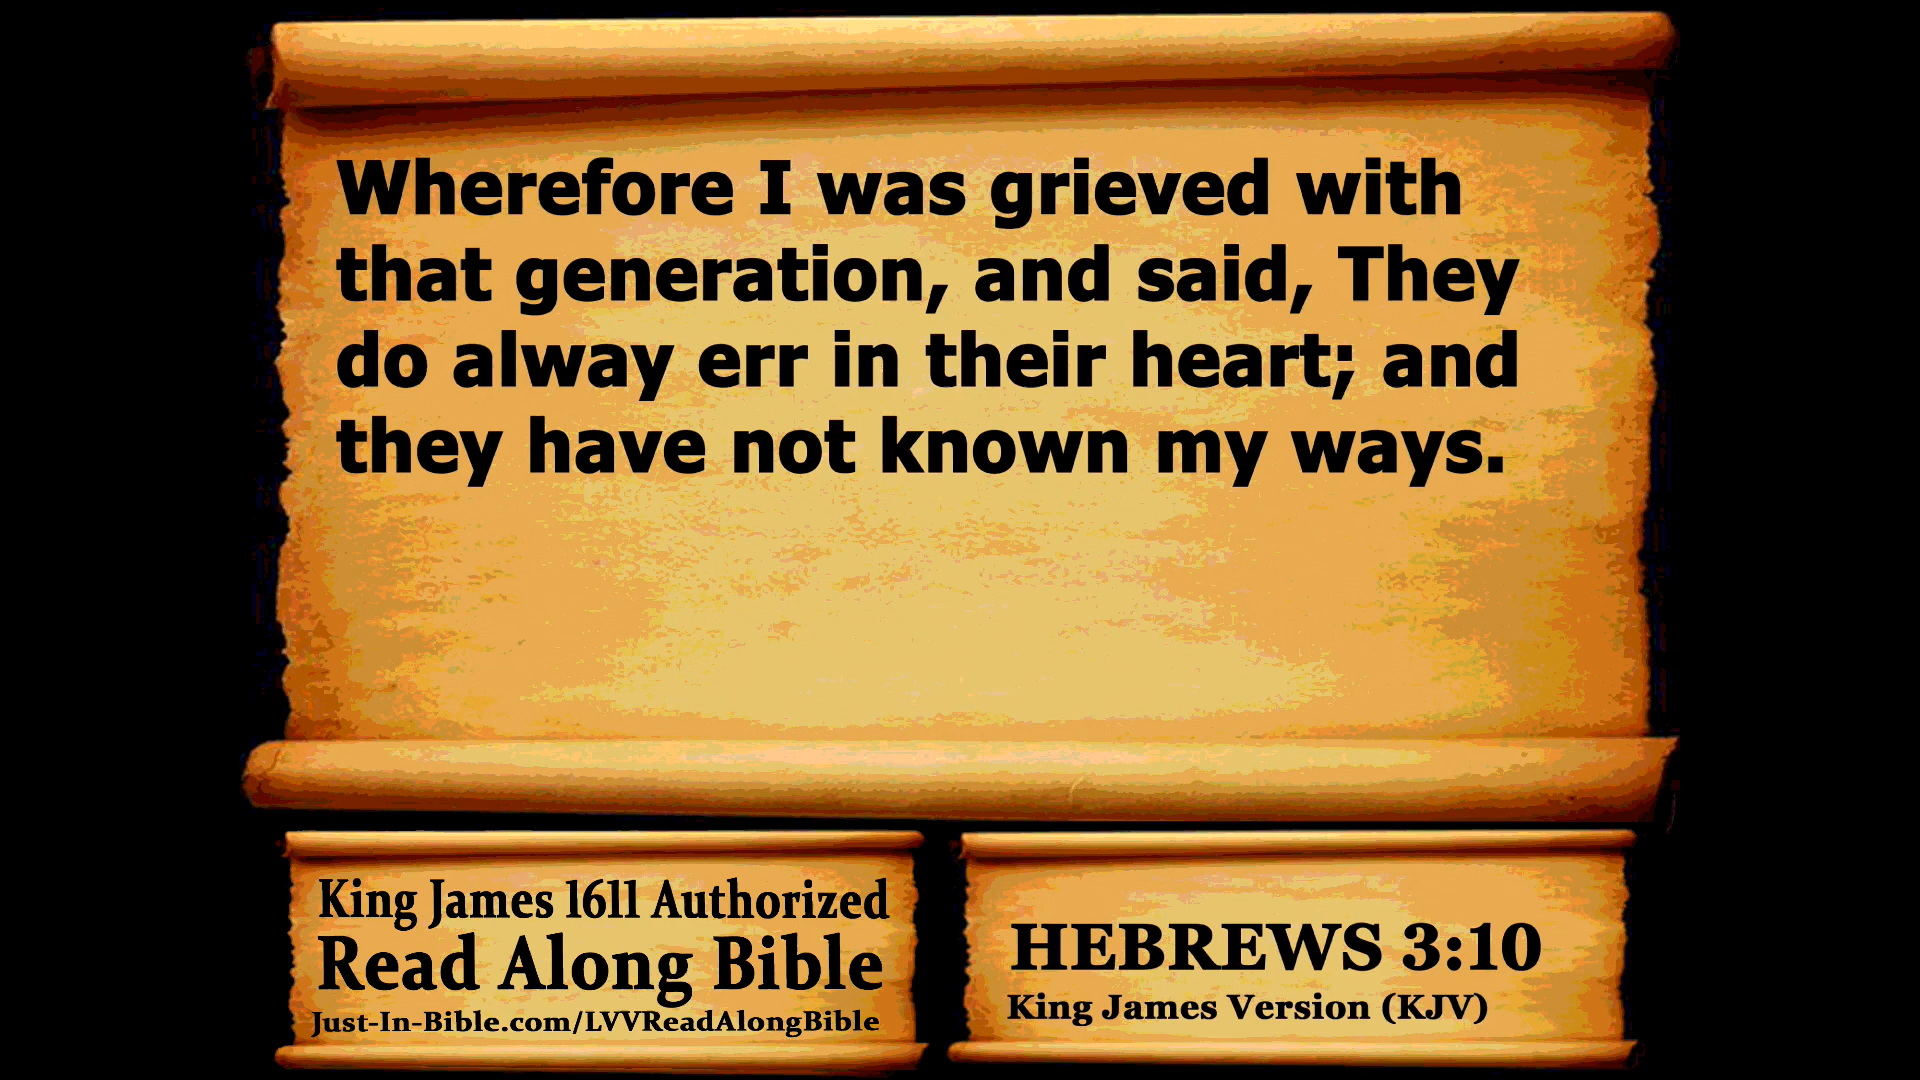 Wherefore I was grieved with
that generation, and said, They
do alway err in their heart; and
they have not known my ways.
King James 1611 Authorized
Read Along Bible
Just-In-Bible.com/LVVReadAlongBible
HEBREWS 3:10
King James Version (KJV)